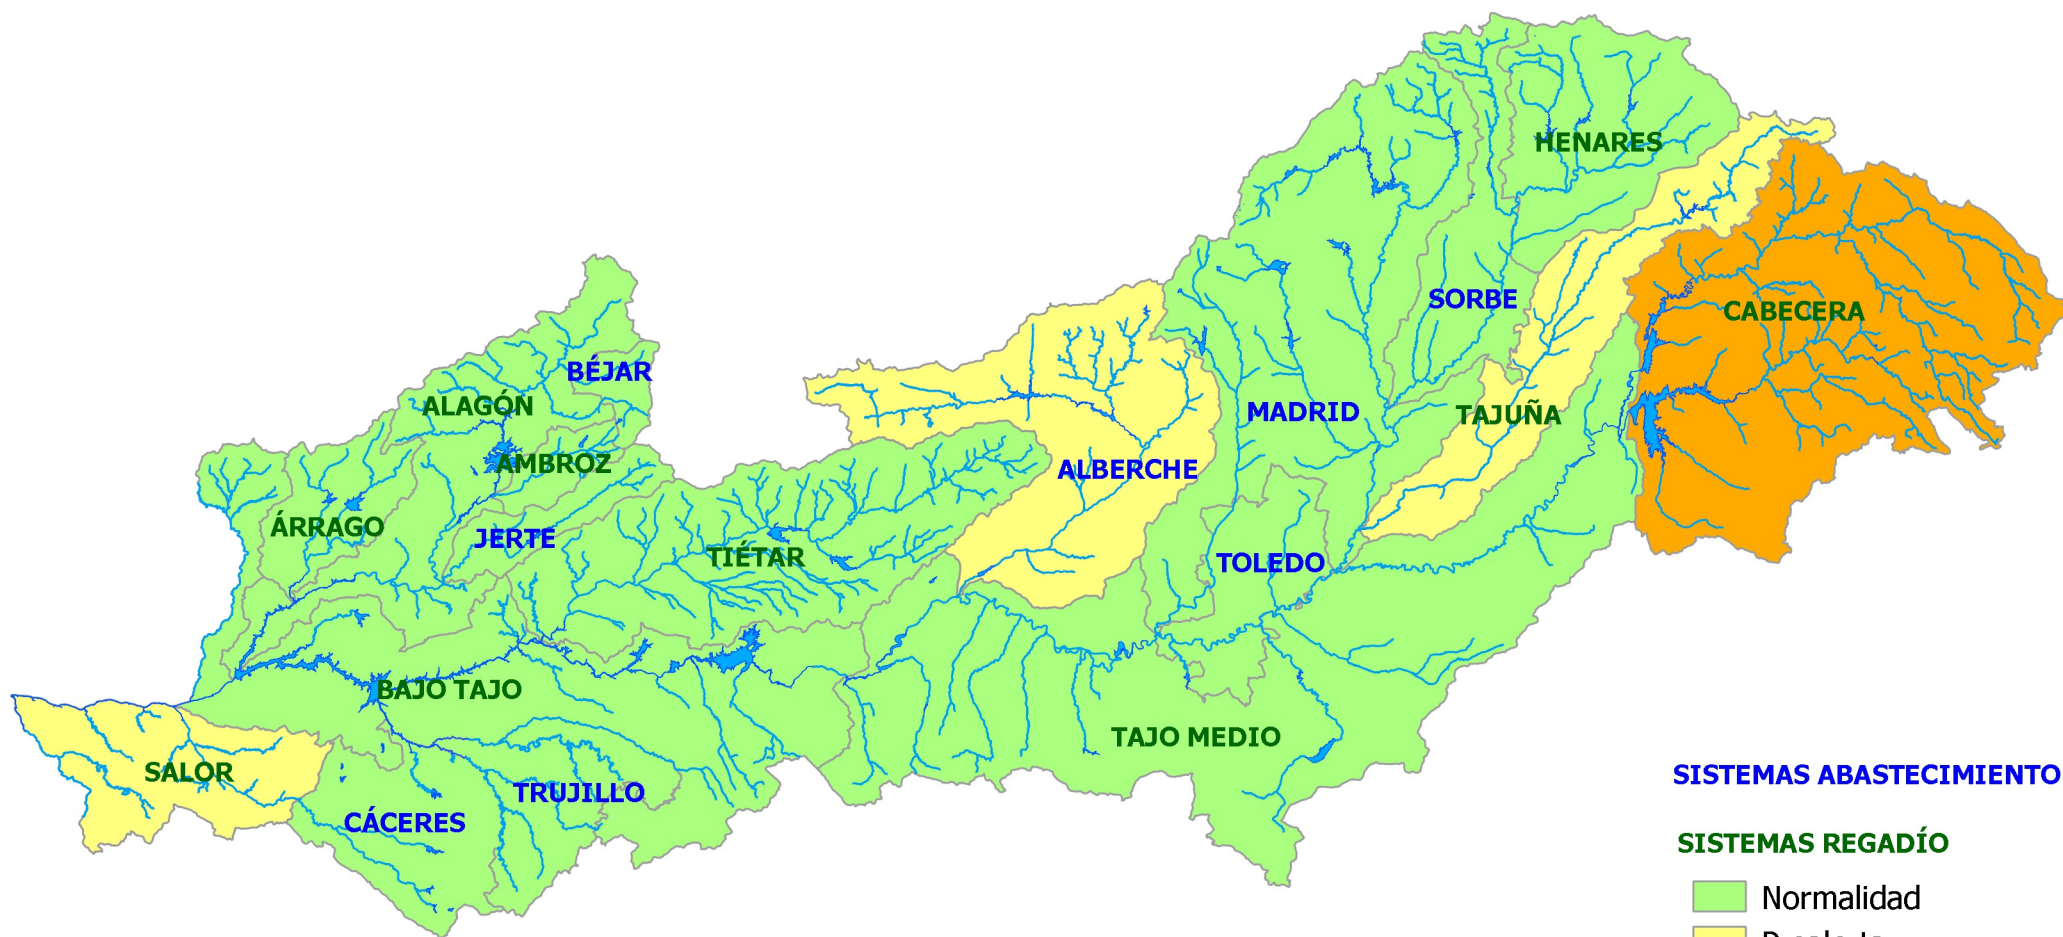 HENARES
CABECERA
SORBE
BÉJAR
ALAGÓN
MADRID
TAJUÑA
AMBROZ
ALBERCHE
ÁRRAGO
JERTE
TIÉTAR
TOLEDO
BAJO TAJO
TAJO MEDIO
SALOR
TRUJILLO
CÁCERES
SISTEMAS ABASTECIMIENTO
SISTEMAS REGADÍO
Normalidad